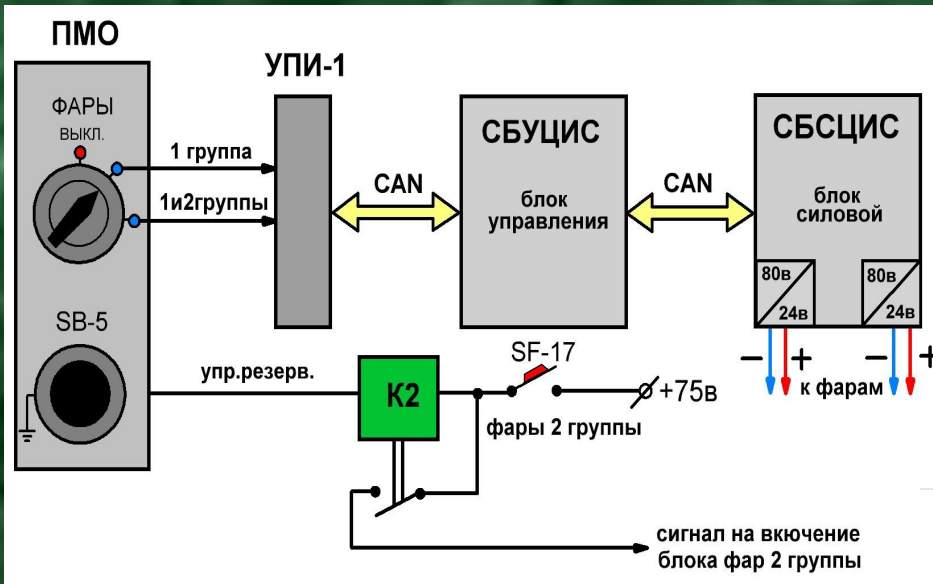 ПМО
ФАРЫ
ВЫКЛ.
1 группа
1и2группы
УПИ-1
CAN
СБУЦИС
блок
управления
CAN
СБСЦИС
блок
силовой
80в
24в
80в
24в
− +
− +
к фарам
SB-5
упр.резерв.
К2
SF-17
+75в
фары 2 группы
сигнал на вкючение
блока фар 2 группы